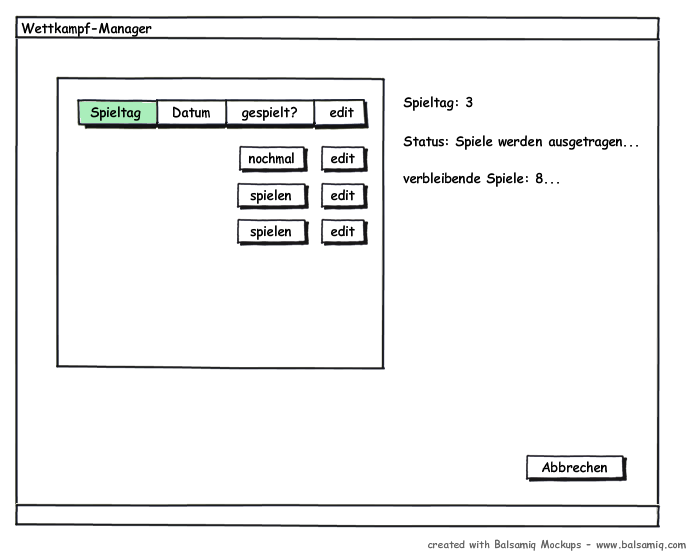 Wettkampf-Manager
Spieltag Datum gespielt? edit
nochmal edit
spielen edit
spielen edit
Spieltag: 3
Status: Spiele werden ausgetragen...
verbleibende Spiele: 8...
Abbrechen
created with Balsamiq Mockups - www.balsamiq.com